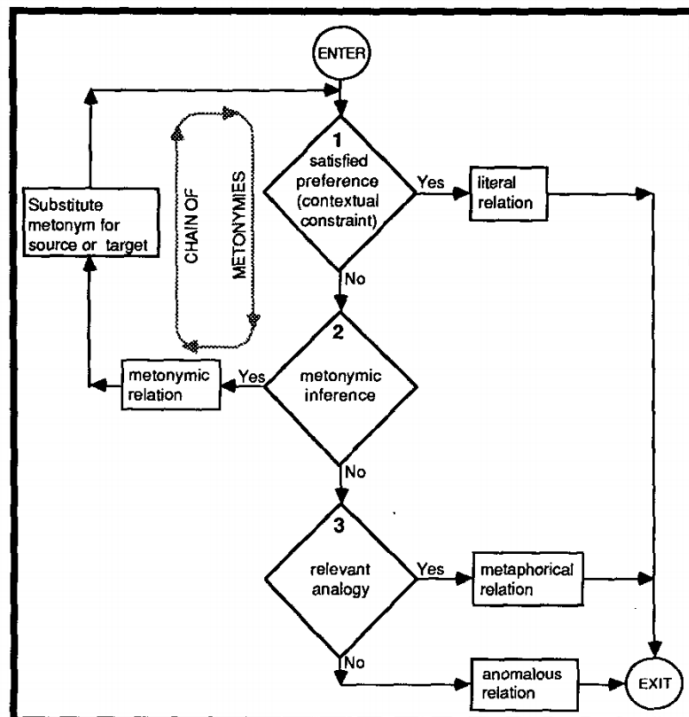 ENTER
1
satisfied
preference
(contextual
constraint)
Yes
literal
relation
No
Substitute
metonym for
source or target
CHAIN OF
METONYMIES
2
metonymic
inference
Yes
metonymic
relation
No
3
relevant
analogy
Yes
metaphorical
relation
No
anomalous
relation
EXIT